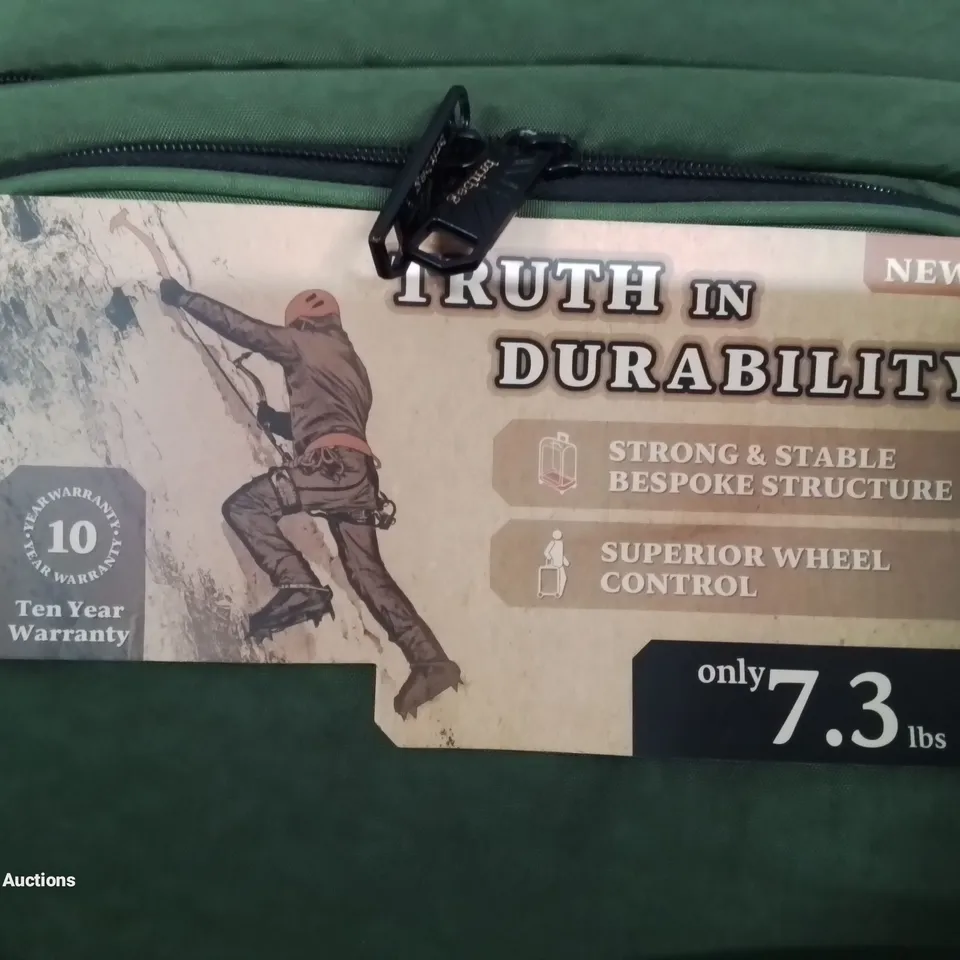 TRUTH IN
DURABILITY
NEW
STRONG & STABLE
BESPOKE STRUCTURE
SUPERIOR WHEEL
CONTROL
YEAR WARRANTY
10
YEAR WARRANTY
Ten Year
Warranty
only 7.3 lbs
Auctions